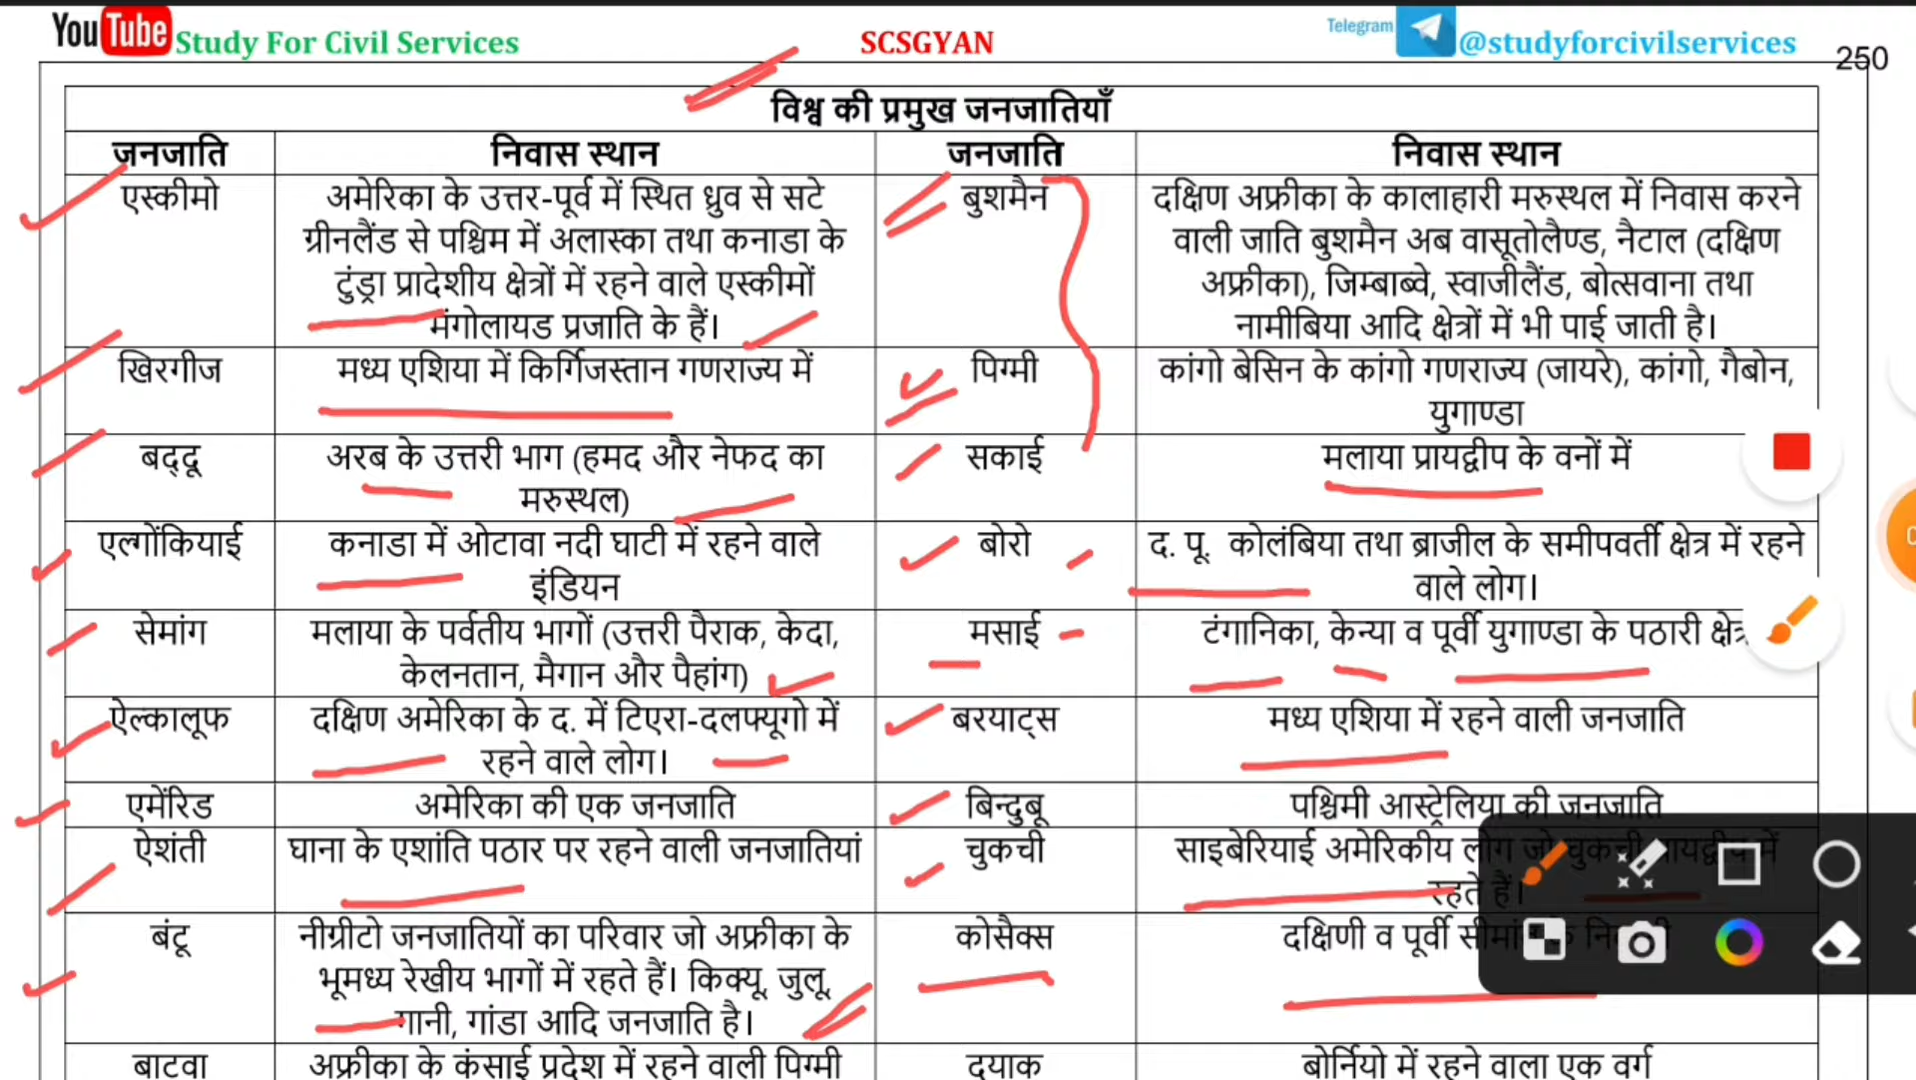 YouTube Study For Civil Services
SCSGYAN
Telegram @studyforcivilservices
250
विश्व की प्रमुख जनजातियाँ
जनजाति निवास स्थान जनजाति निवास स्थान
एस्कीमो
अमेरिका के उत्तर-पूर्व में स्थित ध्रुव से सटे
ग्रीनलैंड से पश्चिम में अलास्का तथा कनाडा के
टुंड्रा प्रादेशीय क्षेत्रों में रहने वाले एस्कीमों
मंगोलायड प्रजाति के हैं।
बुशमैन
दक्षिण अफ्रीका के कालाहारी मरुस्थल में निवास करने
वाली जाति बुशमैन अब वासूतोलैण्ड, नैटाल (दक्षिण
अफ्रीका), जिम्बाब्वे, स्वाजीलैंड, बोत्सवाना तथा
नामीबिया आदि क्षेत्रों में भी पाई जाती है।
खिरगीज
मध्य एशिया में किर्गिजस्तान गणराज्य में
पिग्मी
कांगो बेसिन के कांगो गणराज्य (जायरे), कांगो, गैबोन,
युगाण्डा
बद्दू
अरब के उत्तरी भाग (हमद और नेफद का
मरुस्थल)
सकाई
मलाया प्रायद्वीप के वनों में
एल्गोंकियाई
कनाडा में ओटावा नदी घाटी में रहने वाले
इंडियन
बोरो
द. पू. कोलंबिया तथा ब्राजील के समीपवर्ती क्षेत्र में रहने
वाले लोग।
सेमांग
मलाया के पर्वतीय भागों (उत्तरी पैराक, केदा,
केलनतान, मैगान और पैहांग)
मसाई
टंगानिका, केन्या व पूर्वी युगाण्डा के पठारी क्षेत्र
ऐल्कालूफ
दक्षिण अमेरिका के द. में टिएरा-दलफ्यूगो में
रहने वाले लोग।
बरयाट्स
मध्य एशिया में रहने वाली जनजाति
एमेंरिड
अमेरिका की एक जनजाति
बिन्दुबू
पश्चिमी आस्ट्रेलिया की जनजाति
ऐशंती
घाना के एशांति पठार पर रहने वाली जनजातियां
चुकची
साइबेरियाई अमेरिकीय लोग जो चुकची प्रायद्वीप में
रहते हैं।
बंटू
नीग्रीटो जनजातियों का परिवार जो अफ्रीका के
भूमध्य रेखीय भागों में रहते हैं। किक्यू, जुलू,
गानी, गांडा आदि जनजाति है।
कोसैक्स
दक्षिणी व पूर्वी
बाटवा
अफ्रीका के कंसाई प्रदेश में रहने वाली पिग्मी
दयाक
बोर्नियो में रहने वाला एक वर्ग